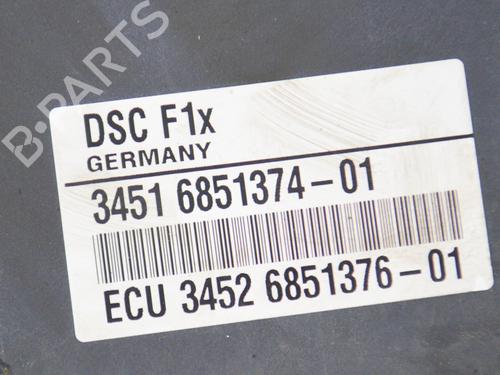 B-PARTS
DSC F1x
GERMANY
3451 6851374-01
ECU 3452 6851376-01